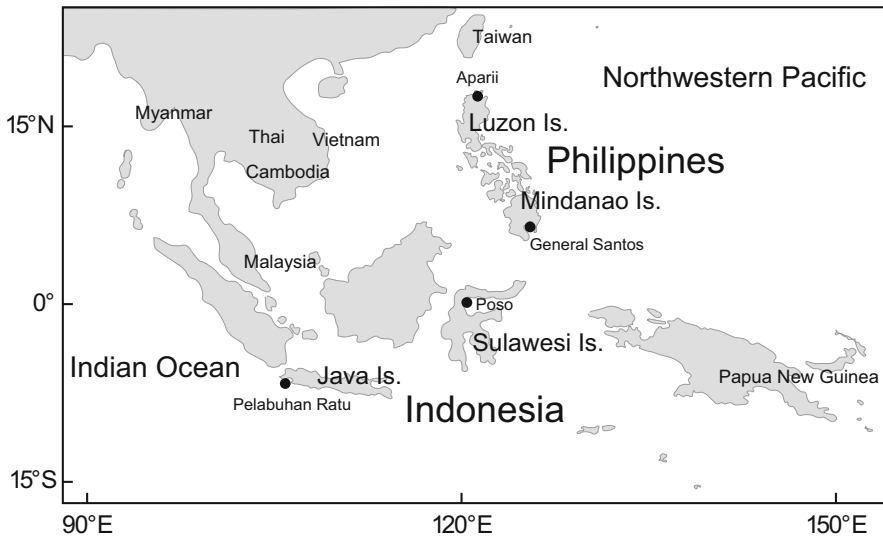 Taiwan
Aparii
Northwestern Pacific
Myanmar
15°N
Luzon Is.
Thai
Vietnam
Philippines
Cambodia
Mindanao Is.
General Santos
Malaysia
0°
Poso
Sulawesi Is.
Indian Ocean
Java Is.
Papua New Guinea
Pelabuhan Ratu
Indonesia
15°S
90°E
120°E
150°E